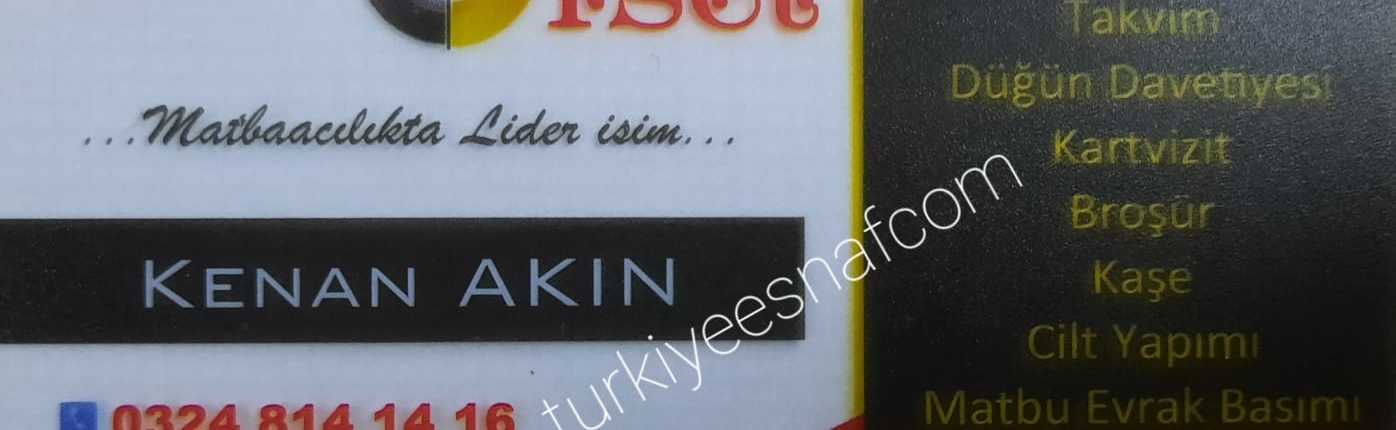 ...Matbaacılıkta Lider isim...
KENAN AKIN
0324 814 14 16
Takvim
Düğün Davetiyesi
Kartvizit
Broşür
Kaşe
Cilt Yapımı
Matbu Evrak Basımı
turkiyeesnafcom